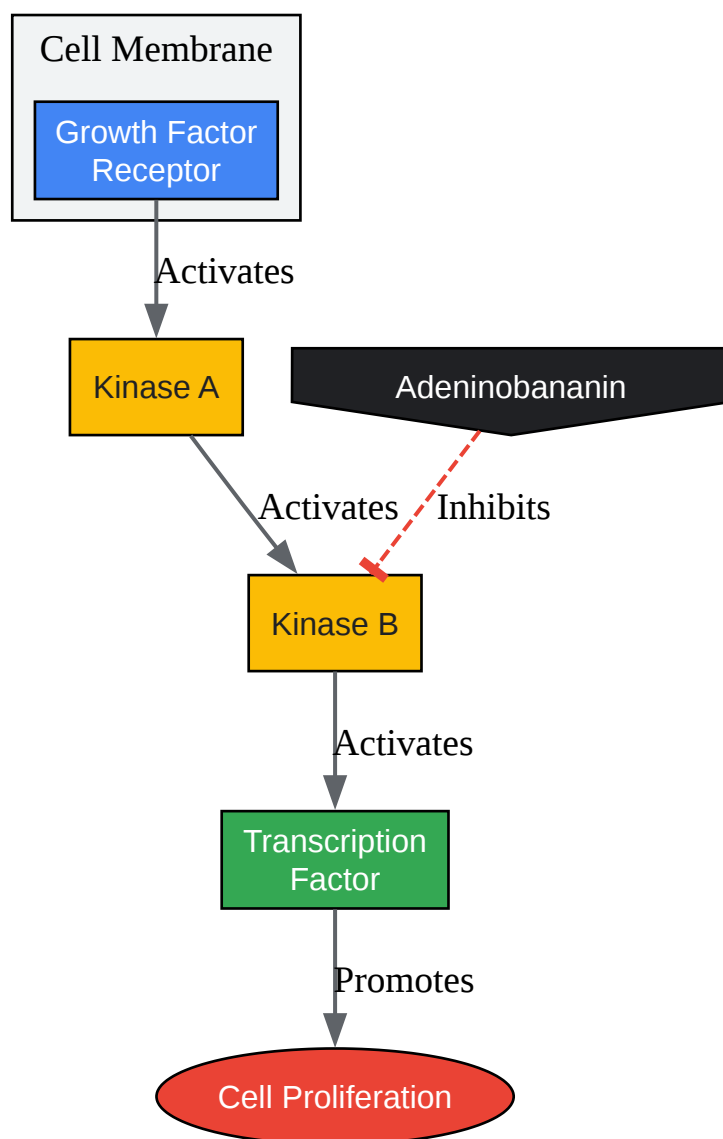 Cell Membrane
Growth Factor
Receptor
Activates
Kinase A
Adeninobananin
Activates
Inhibits
Kinase B
Activates
Transcription
Factor
Promotes
Cell Proliferation